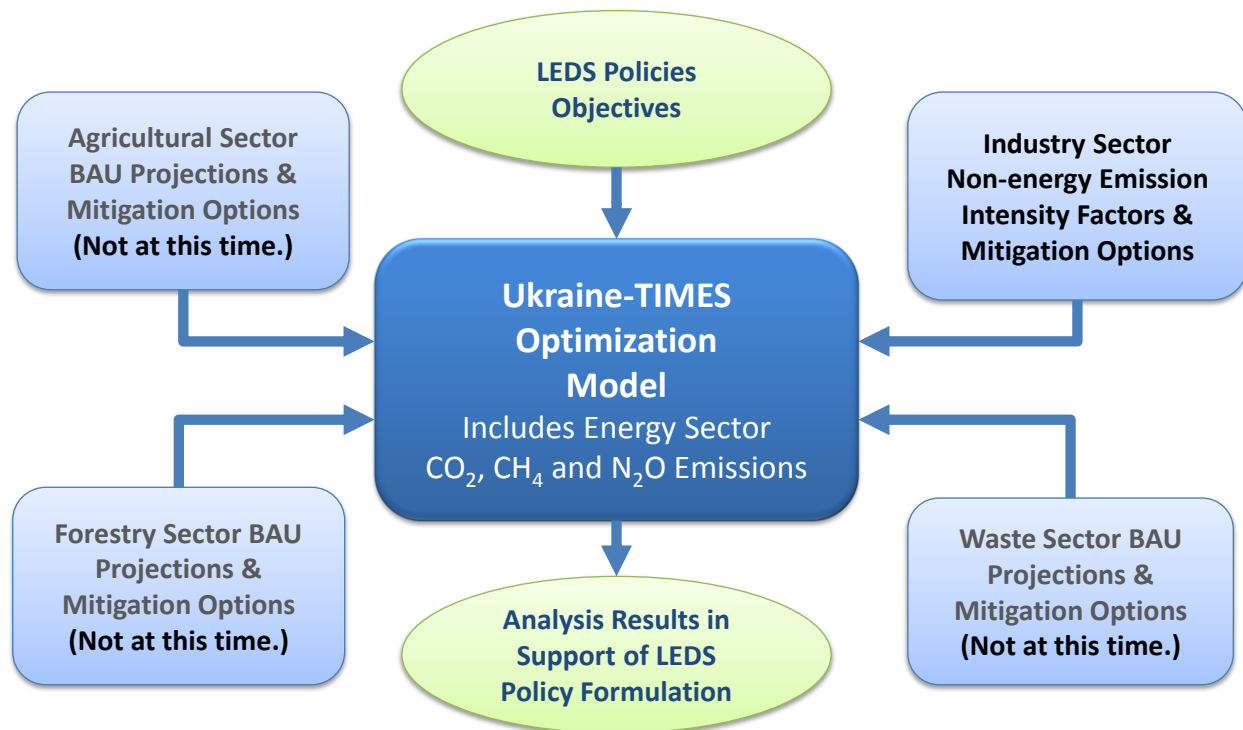 LEDS Policies
Objectives
Agricultural Sector
BAU Projections &
Mitigation Options
(Not at this time.)
Industry Sector
Non-energy Emission
Intensity Factors &
Mitigation Options
Ukraine-TIMES
Optimization
Model
Includes Energy Sector
CO₂, CH₄ and N₂O Emissions
Forestry Sector BAU
Projections &
Mitigation Options
(Not at this time.)
Waste Sector BAU
Projections &
Mitigation Options
(Not at this time.)
Analysis Results in
Support of LEDS
Policy Formulation